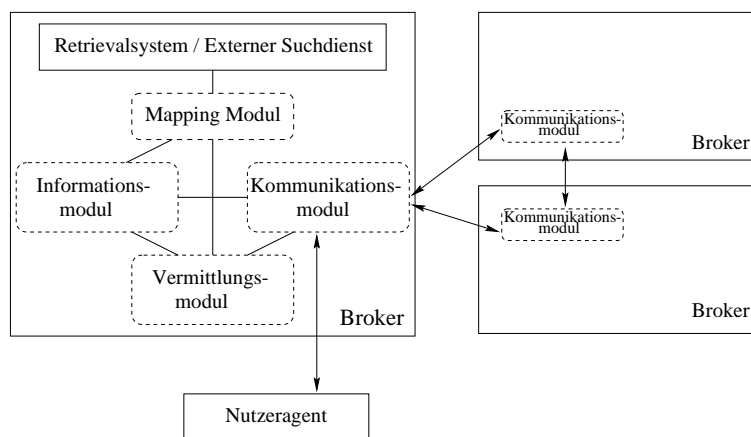 Retrievalsystem / Externer Suchdienst
Mapping Modul
Informations-
modul
Kommunikations-
modul
Vermittlungs-
modul
Broker
Nutzeragent
Kommunikations-
modul
Broker
Kommunikations-
modul
Broker